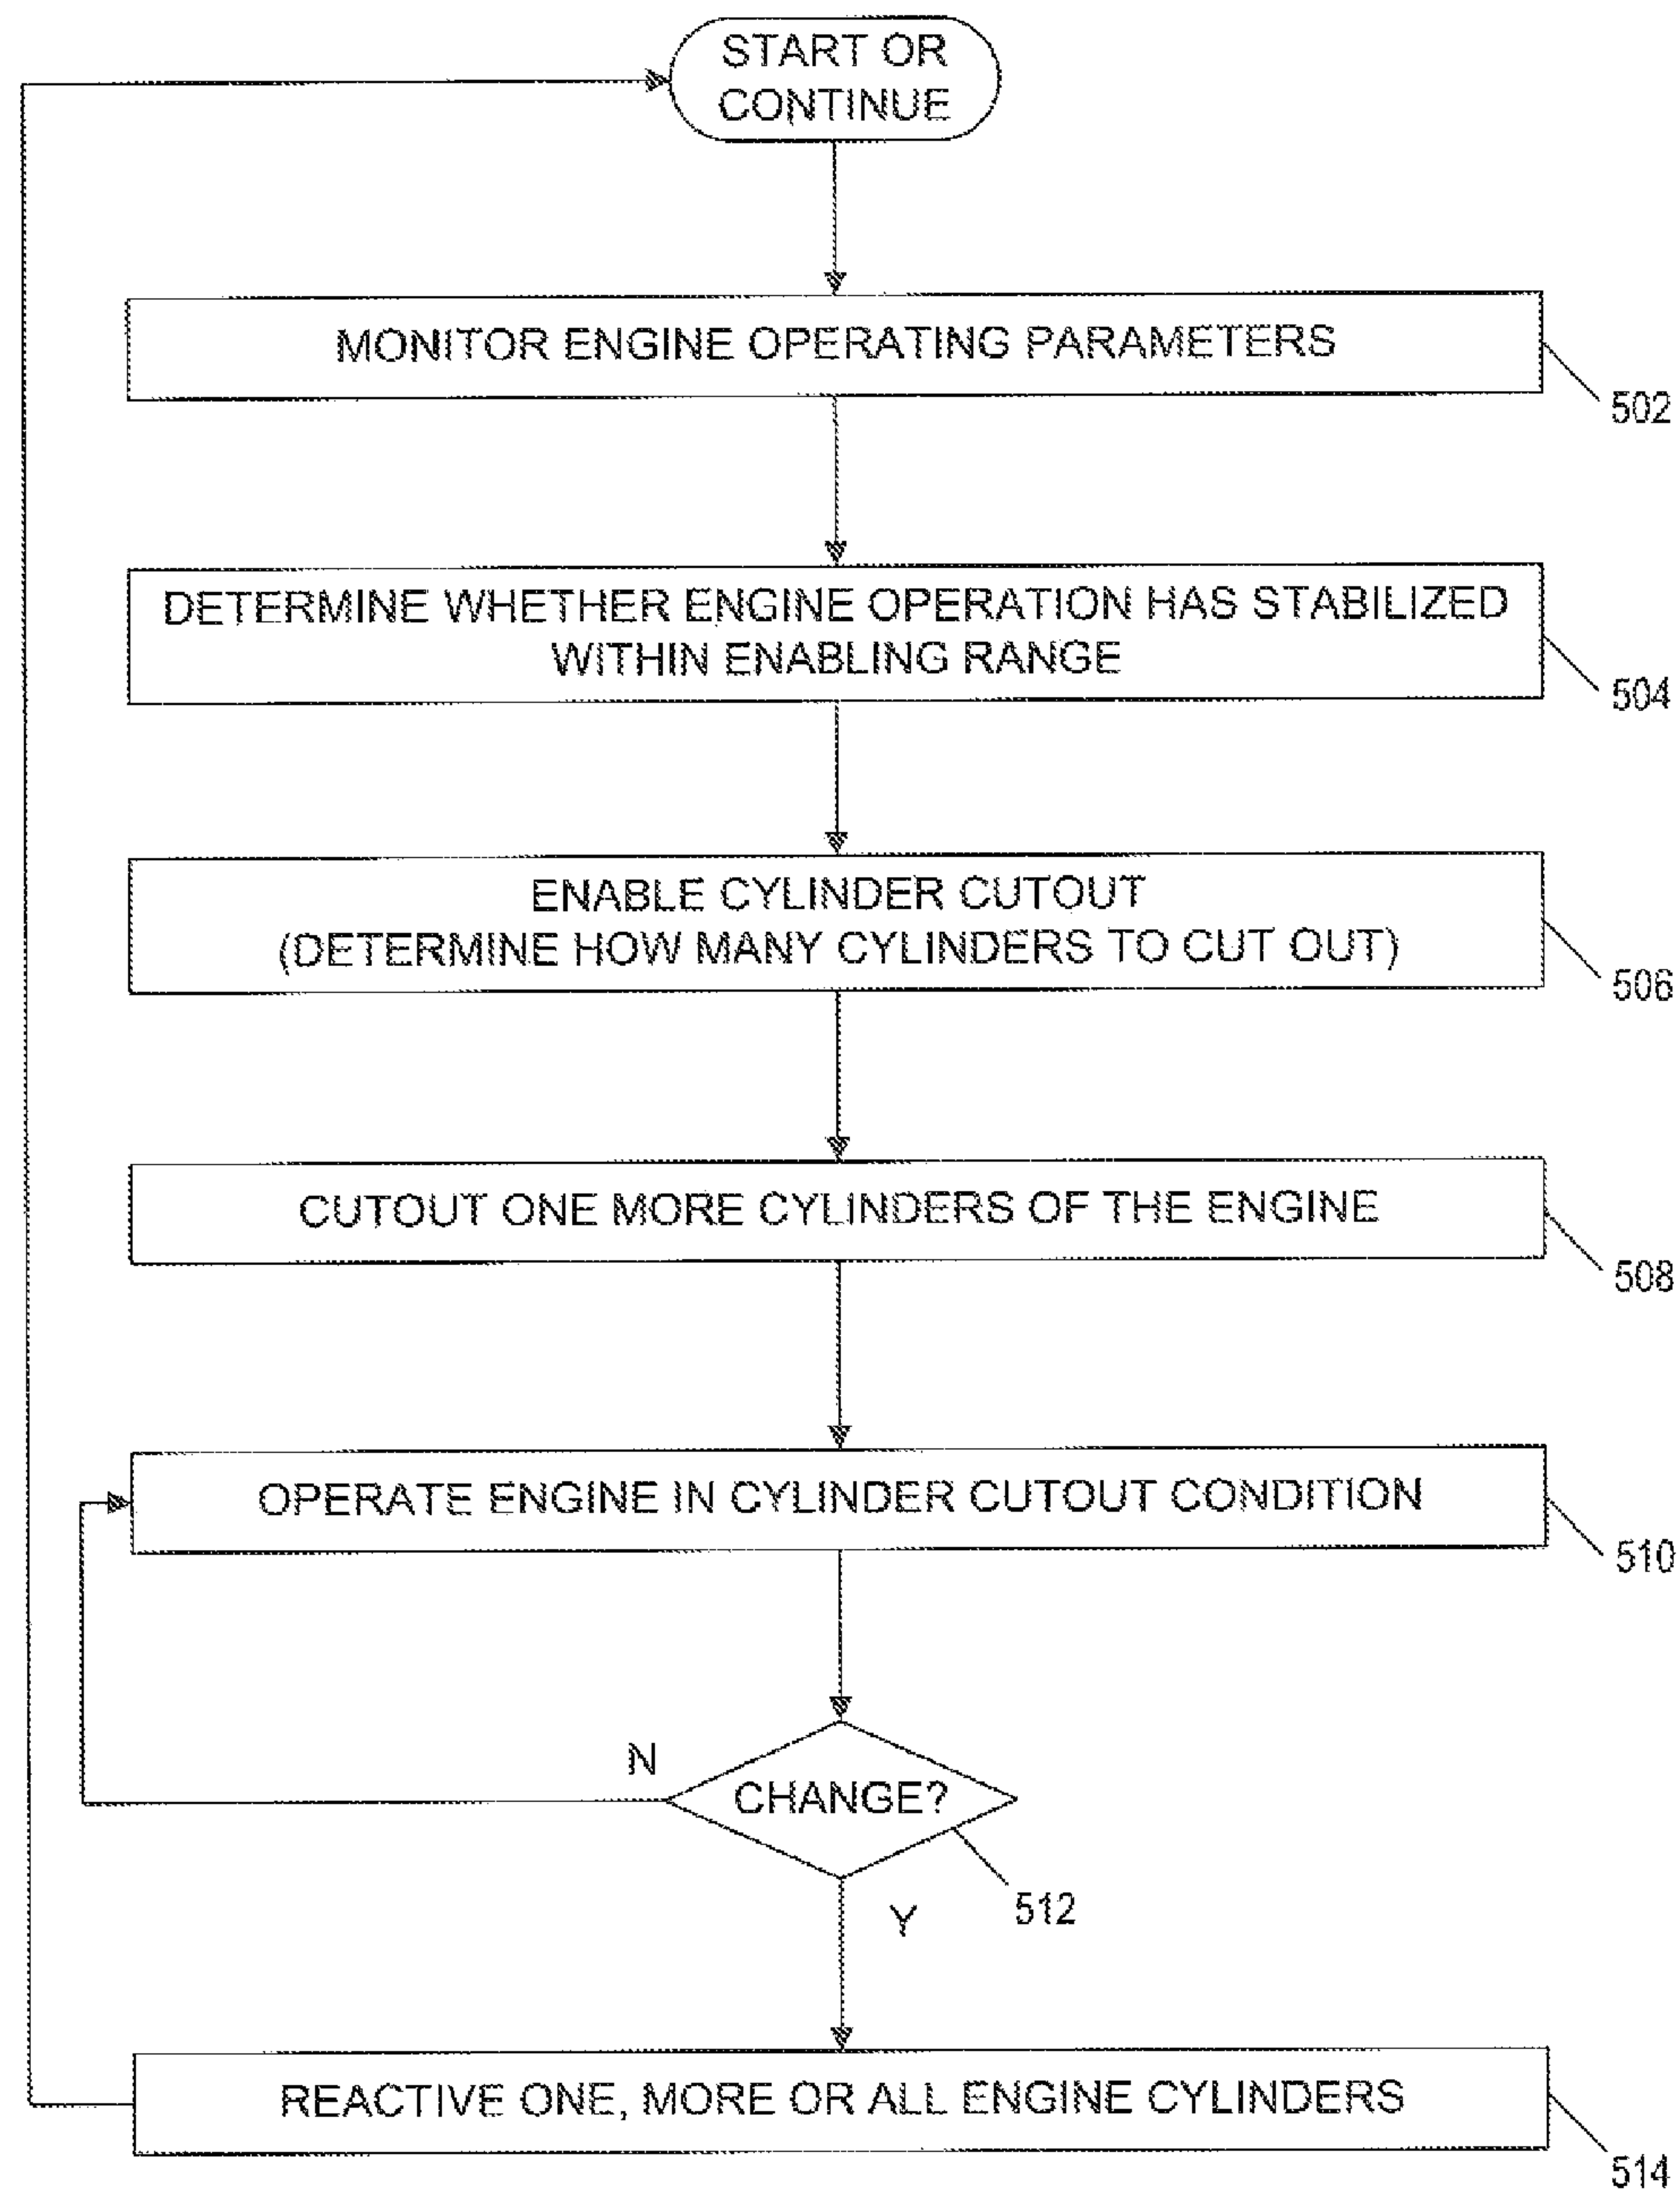 START OR
CONTINUE
MONITOR ENGINE OPERATING PARAMETERS
502
DETERMINE WHETHER ENGINE OPERATION HAS STABILIZED
WITHIN ENABLING RANGE
504
ENABLE CYLINDER CUTOUT
(DETERMINE HOW MANY CYLINDERS TO CUT OUT)
506
CUTOUT ONE MORE CYLINDERS OF THE ENGINE
508
OPERATE ENGINE IN CYLINDER CUTOUT CONDITION
510
N
CHANGE?
512
Y
REACTIVE ONE, MORE OR ALL ENGINE CYLINDERS
514